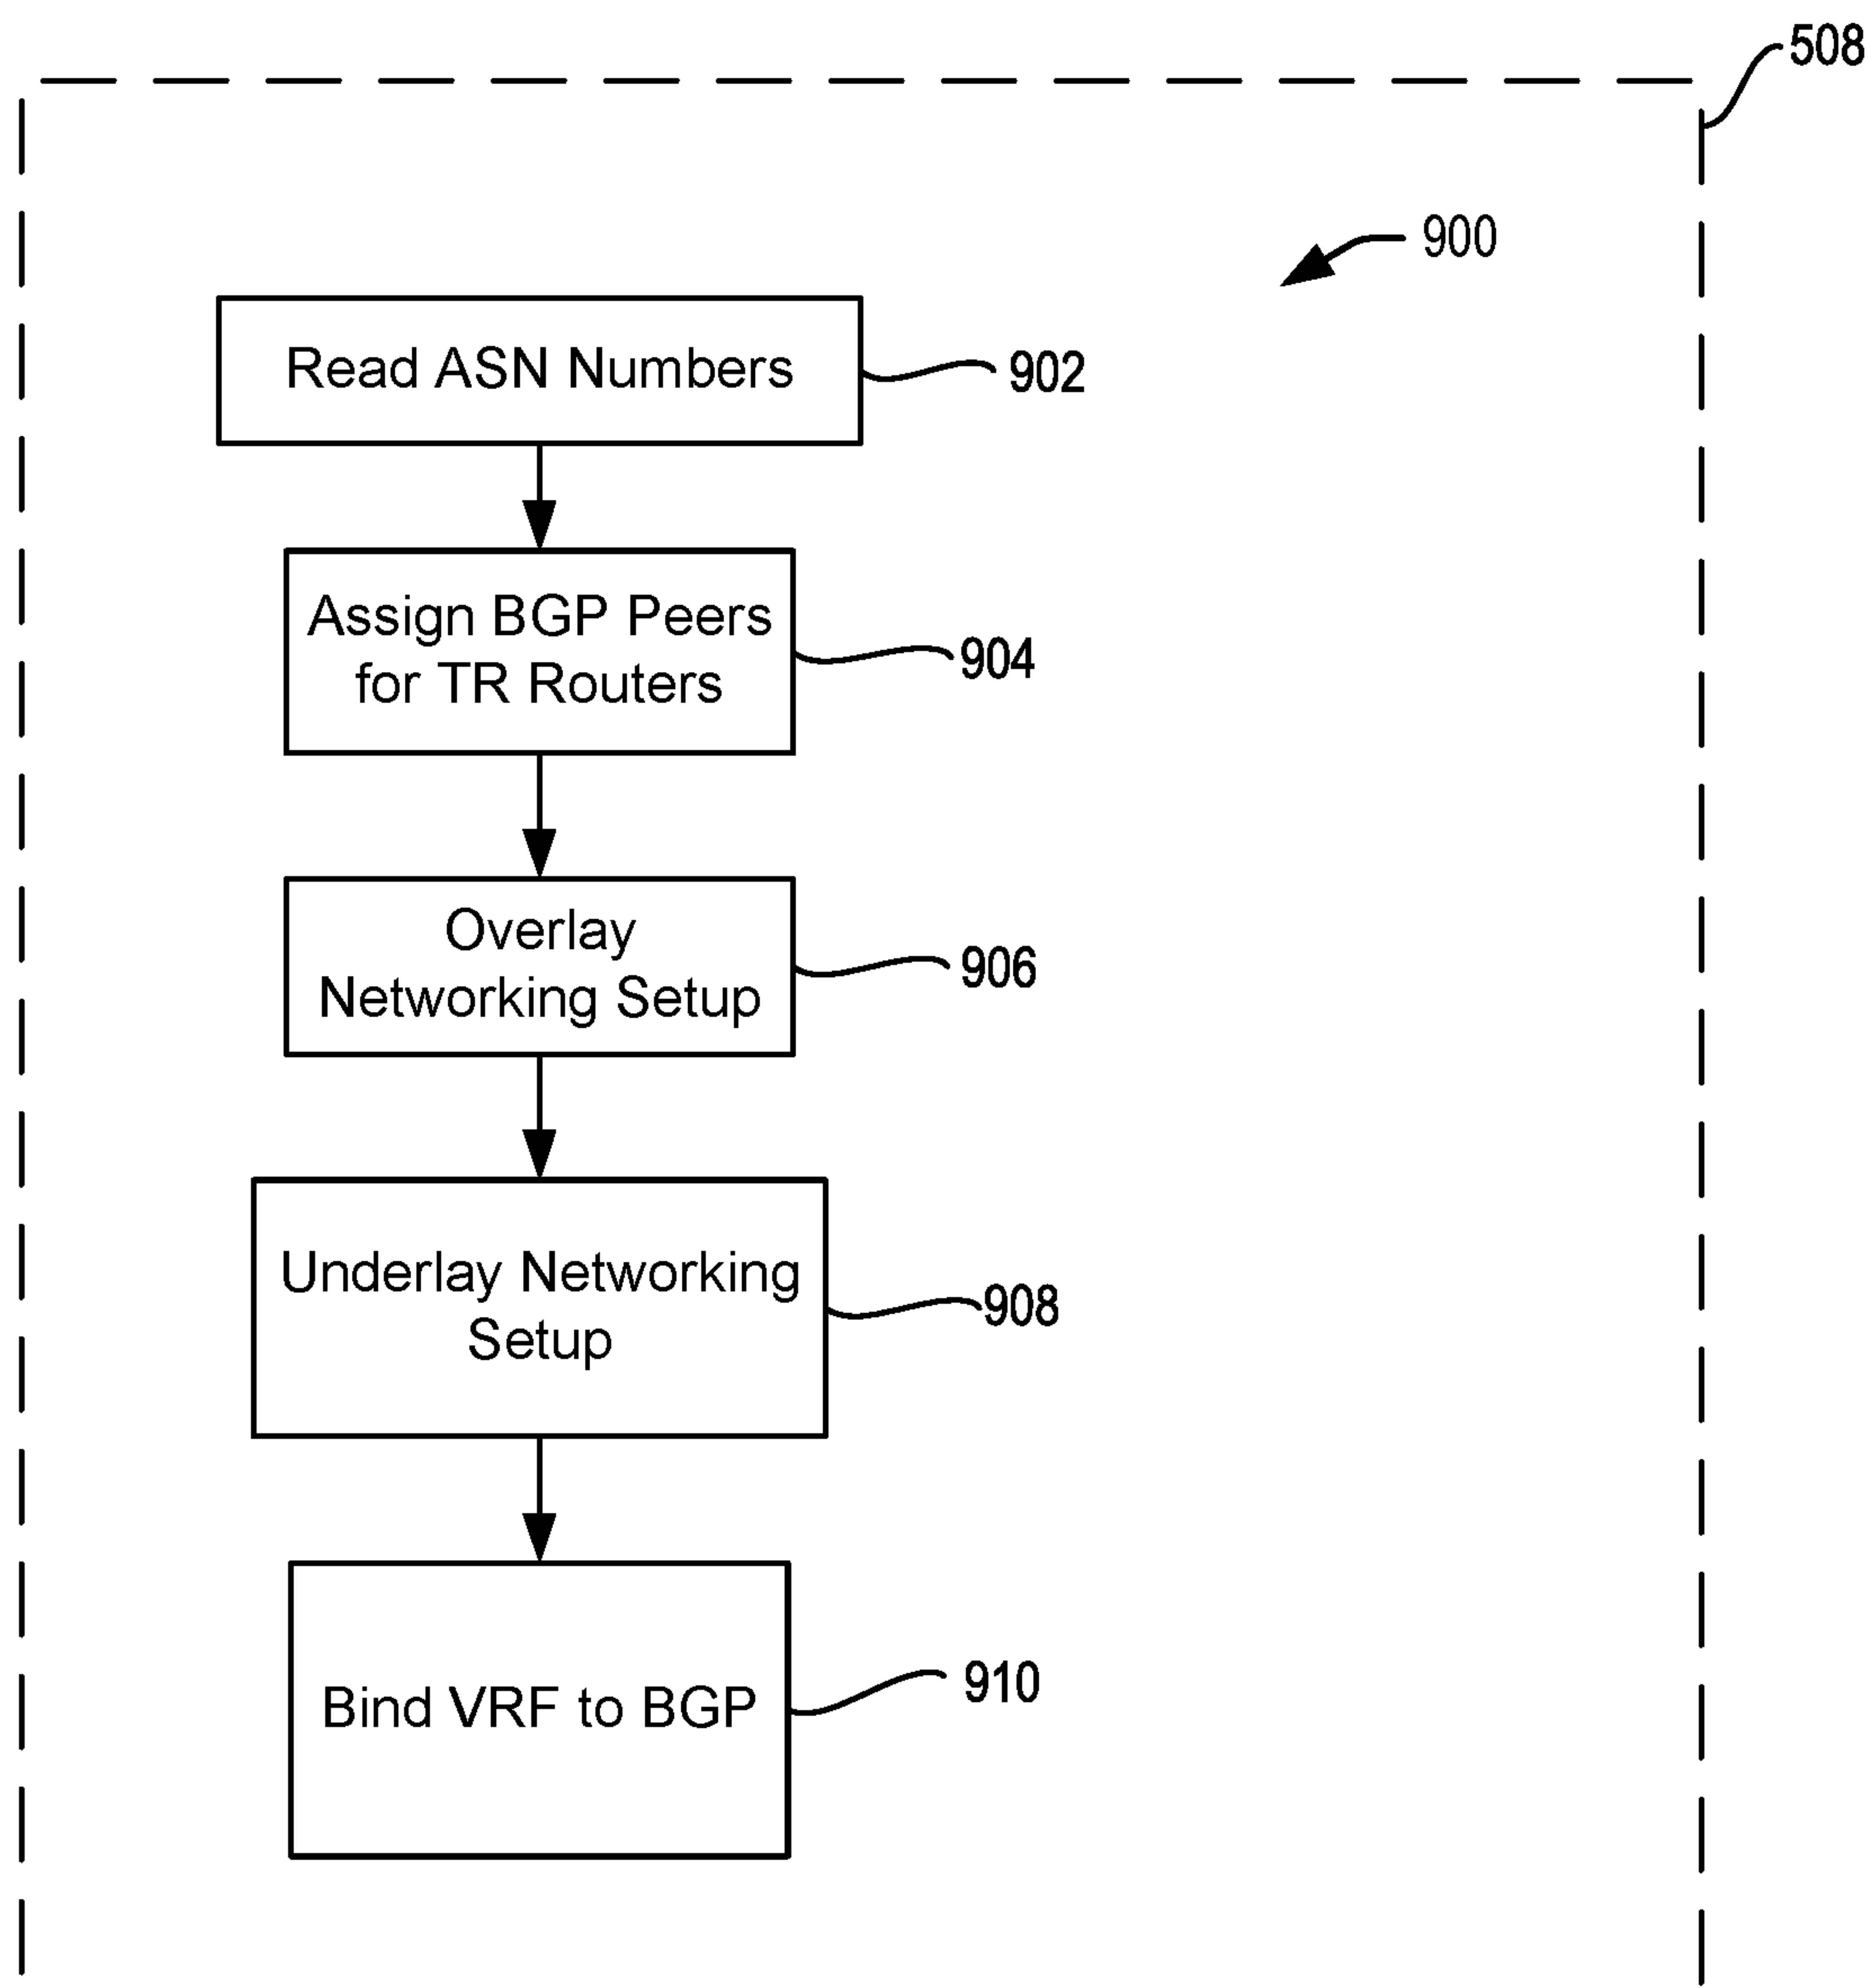 508
900
Read ASN Numbers
902
Assign BGP Peers
for TR Routers
904
Overlay
Networking Setup
906
Underlay Networking
Setup
908
Bind VRF to BGP
910